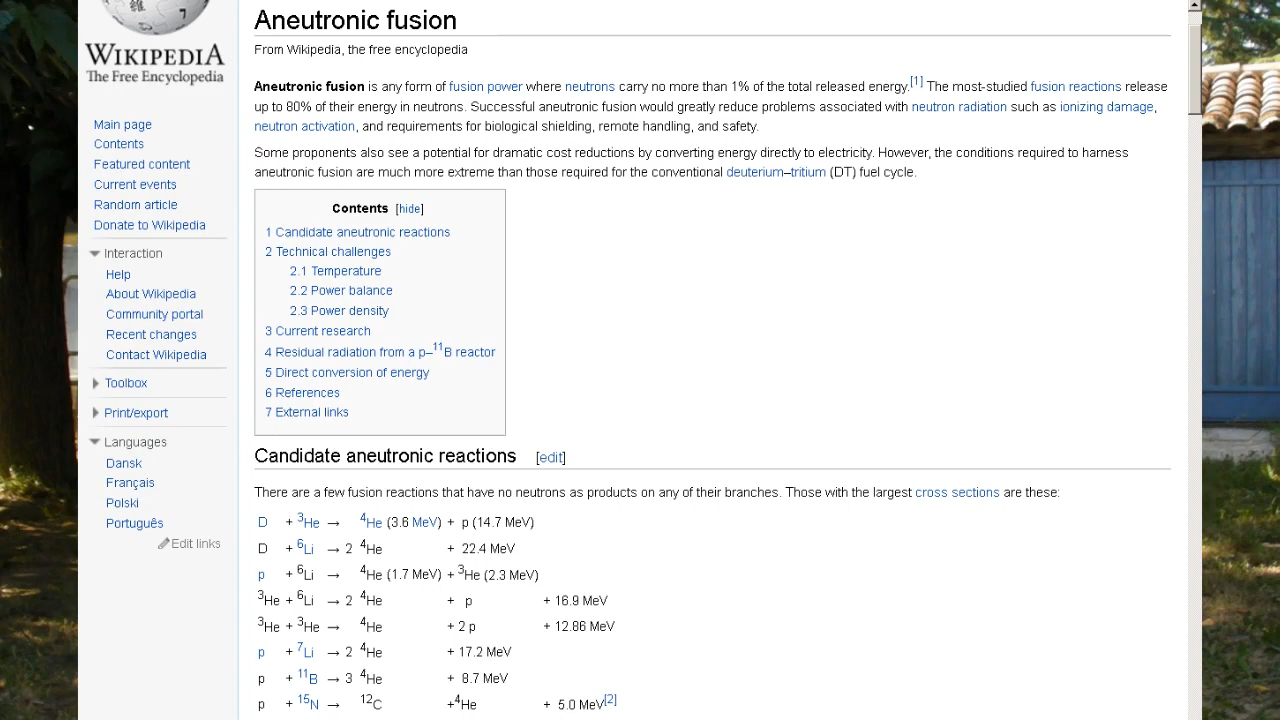 WIKIPEDIA
The Free Encyclopedia
Main page
Contents
Featured content
Current events
Random article
Donate to Wikipedia
Interaction
Help
About Wikipedia
Community portal
Recent changes
Contact Wikipedia
Toolbox
Print/export
Languages
Dansk
Français
Polski
Português
Edit links
Aneutronic fusion
From Wikipedia, the free encyclopedia
Aneutronic fusion is any form of fusion power where neutrons carry no more than 1% of the total released energy.[1] The most-studied fusion reactions release
up to 80% of their energy in neutrons. Successful aneutronic fusion would greatly reduce problems associated with neutron radiation such as ionizing damage,
neutron activation, and requirements for biological shielding, remote handling, and safety.
Some proponents also see a potential for dramatic cost reductions by converting energy directly to electricity. However, the conditions required to harness
aneutronic fusion are much more extreme than those required for the conventional deuterium–tritium (DT) fuel cycle.
Contents [hide]
1 Candidate aneutronic reactions
2 Technical challenges
2.1 Temperature
2.2 Power balance
2.3 Power density
3 Current research
4 Residual radiation from a p–11B reactor
5 Direct conversion of energy
6 References
7 External links
Candidate aneutronic reactions [edit]
There are a few fusion reactions that have no neutrons as products on any of their branches. Those with the largest cross sections are these:
D + 3He → 4He (3.6 MeV) + p (14.7 MeV)
D + 6Li → 2 4He + 22.4 MeV
p + 6Li → 4He (1.7 MeV) + 3He (2.3 MeV)
3He + 6Li → 2 4He + p + 16.9 MeV
3He + 3He → 4He + 2 p + 12.86 MeV
p + 7Li → 2 4He + 17.2 MeV
p + 11B → 3 4He + 8.7 MeV
p + 15N → 12C +4He + 5.0 MeV[2]